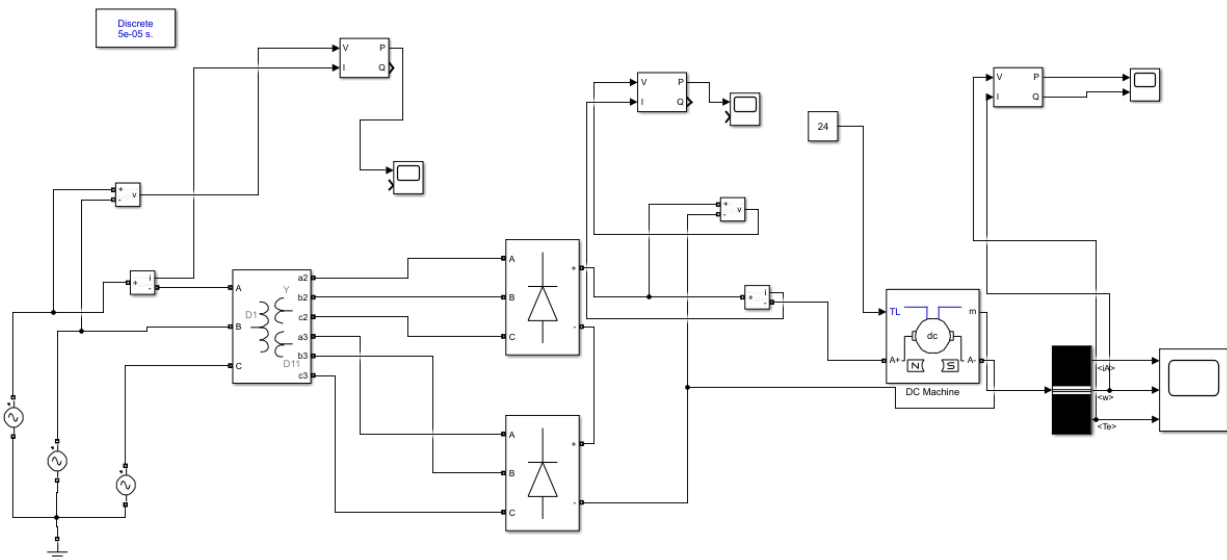 Discrete
5e-05 s.
V
P
I
Q
V
P
I
Q
V
P
I
Q
24
+
-
v
+
-
v
+
i
-
A
B
C
D1
Y
D11
a2
b2
c2
a3
b3
c3
A
B
C
+
-
+
i
-
TL
m
dc
A+
N
S
A-
DC Machine
<iA>
<w>
<Te>
A
B
C
+
-